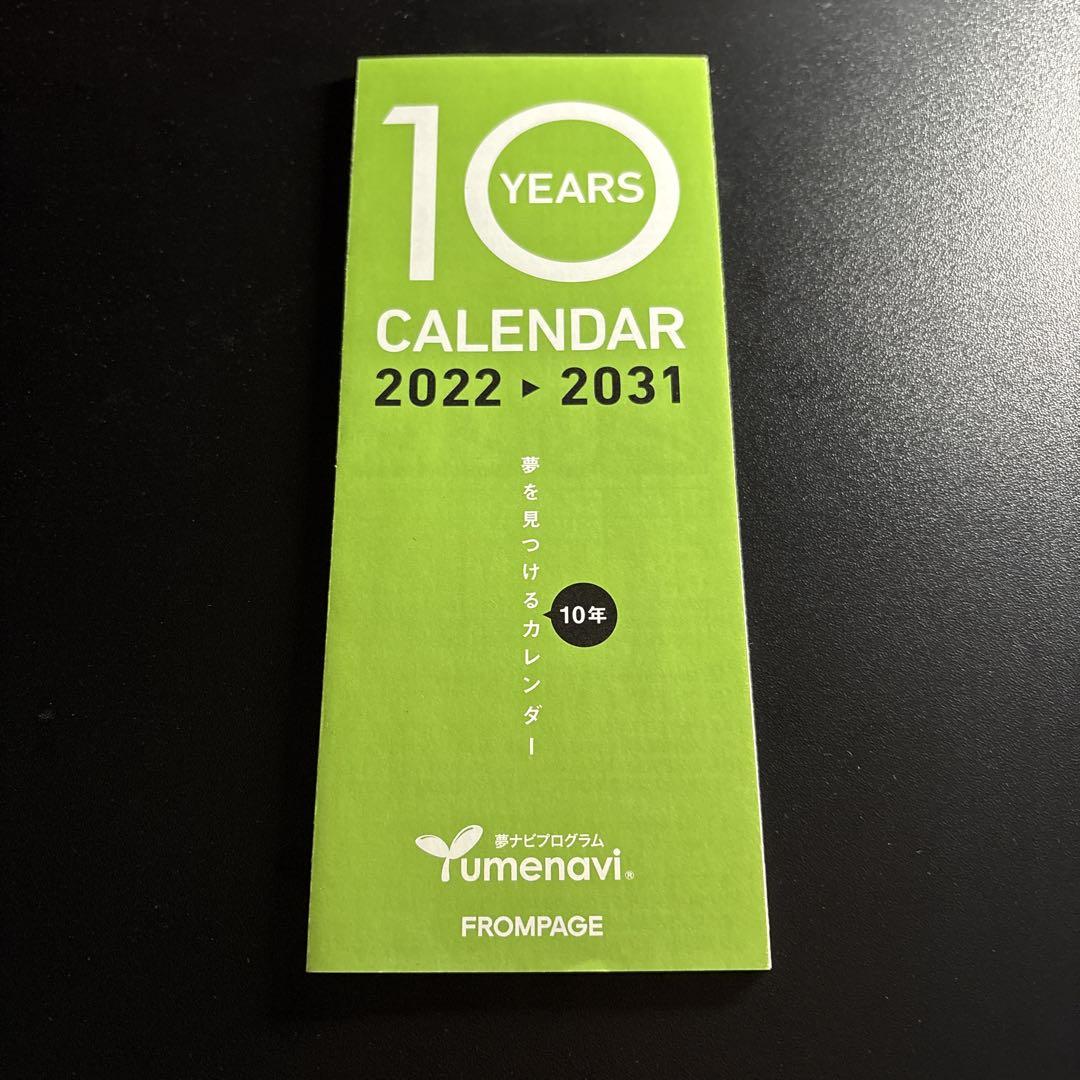 10
YEARS
CALENDAR
2022 ▶ 2031
夢を見つけるカレンダー
10年
夢ナビプログラム
Yumenavi®
FROMPAGE